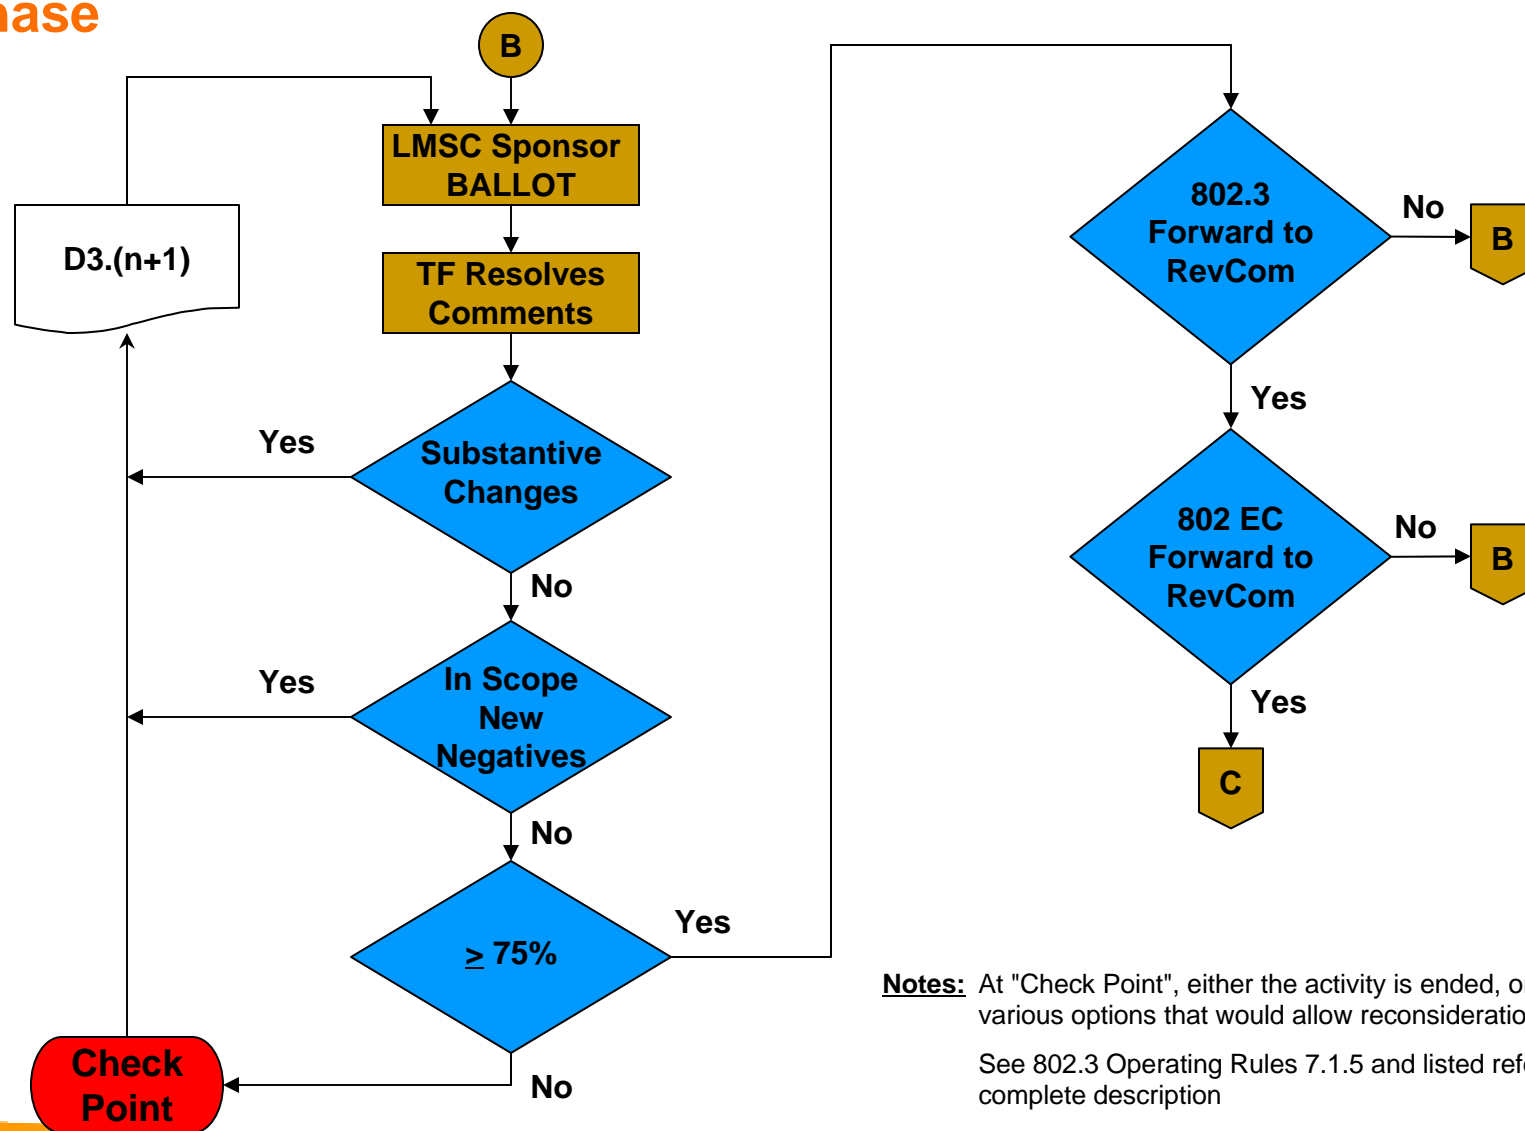 B
LMSC Sponsor
BALLOT
D3.(n+1)
TF Resolves
Comments
Yes
Substantive
Changes
No
Yes
In Scope
New
Negatives
No
≥ 75%
Yes
No
Check
Point
802.3
Forward to
RevCom
No
B
Yes
802 EC
Forward to
RevCom
No
B
Yes
C
Notes: At "Check Point", either the activity is ended, 
various options that would allow
See 802.3 Operating Rules 7.1.5 and listed
complete description